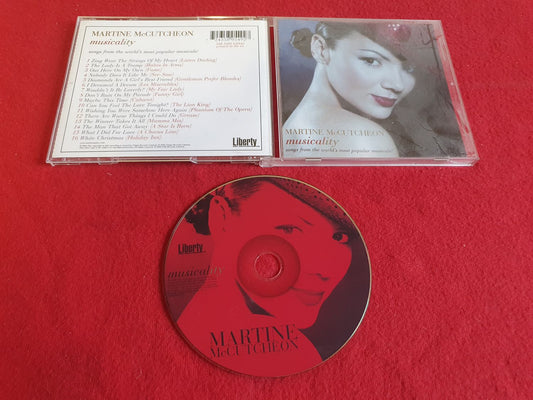 MARTINE McCUTCHEON
musicality
songs from the world's most popular musicals!
1 Zing Went The Strings Of My Heart (Listen Darling)
2 The Lady Is A Tramp (Babes In Arms)
3 Out Here On My Own (Fame)
4 Nobody Does It Like Me (See-Saw)
5 Diamonds Are A Girl's Best Friend (Gentlemen Prefer Blondes)
6 I Dreamed A Dream (Les Miserables)
7 Wouldn't It Be Loverly? (My Fair Lady)
8 Don't Rain On My Parade (Funny Girl)
9 Maybe This Time (Cabaret)
10 Can You Feel The Love Tonight? (The Lion King)
11 Wishing You Were Somehow Here Again (Phantom Of The Opera)
12 There Are Worse Things I Could Do (Grease)
13 The Winner Takes It All (Mamma Mia)
14 The Man That Got Away (A Star Is Born)
15 What I Did For Love (A Chorus Line)
16 White Christmas (Holiday Inn)
Liberty
MARTINE McCUTCHEON
musicality
songs from the world's most popular musicals!
Liberty
musicality
MARTINE
McCUTCHEON